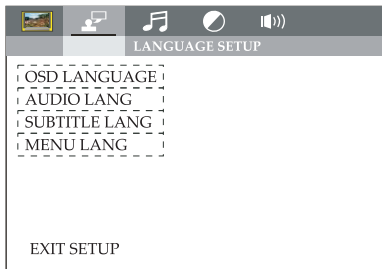 LANGUAGE SETUP
OSD LANGUAGE
AUDIO LANG
SUBTITLE LANG
MENU LANG
EXIT SETUP